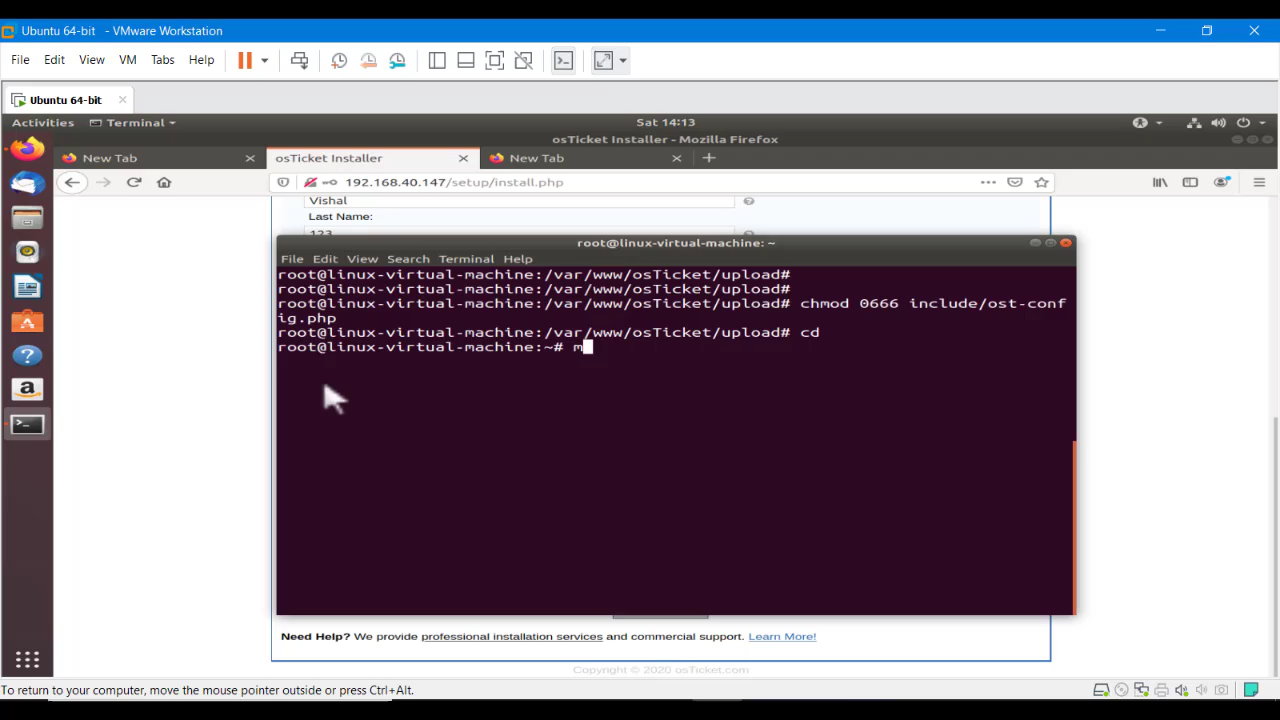 Ubuntu 64-bit - VMware Workstation
File Edit View VM Tabs Help
Ubuntu 64-bit
Activities Terminal Sat 14:13
osTicket Installer - Mozilla Firefox
New Tab osTicket Installer New Tab
192.168.40.147/setup/install.php
Vishal
Last Name:
123
root@linux-virtual-machine: ~
File Edit View Search Terminal Help
root@linux-virtual-machine:/var/www/osTicket/upload#
root@linux-virtual-machine:/var/www/osTicket/upload#
root@linux-virtual-machine:/var/www/osTicket/upload# chmod 0666 include/ost-conf
ig.php
root@linux-virtual-machine:/var/www/osTicket/upload# cd
root@linux-virtual-machine:~# m
Need Help? We provide professional installation services and commercial support. Learn More!
Copyright © 2020 osTicket.com
To return to your computer, move the mouse pointer outside or press Ctrl+Alt.